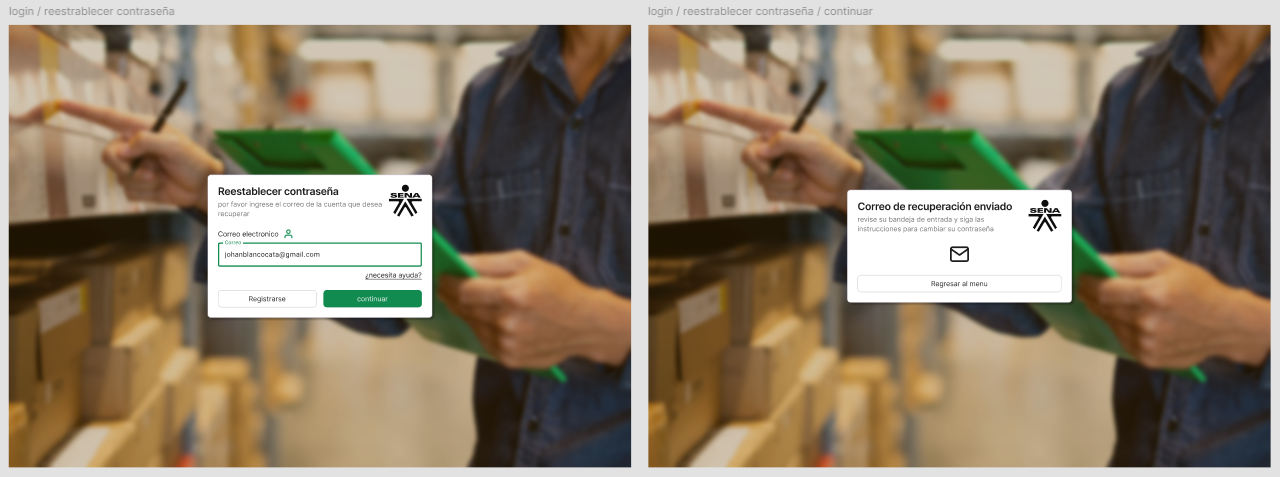 login / reestablecer contraseña
Reestablecer contraseña
por favor ingrese el correo de la cuenta que desea
recuperar
SENA
Correo electronico
Correo
johanblancocata@gmail.com
¿necesita ayuda?
Registrarse
continuar
login / reestrablecer contraseña / continuar
Correo de recuperación enviado
revise su bandeja de entrada y siga las
instrucciones para cambiar su contraseña
SENA
Regresar al menu